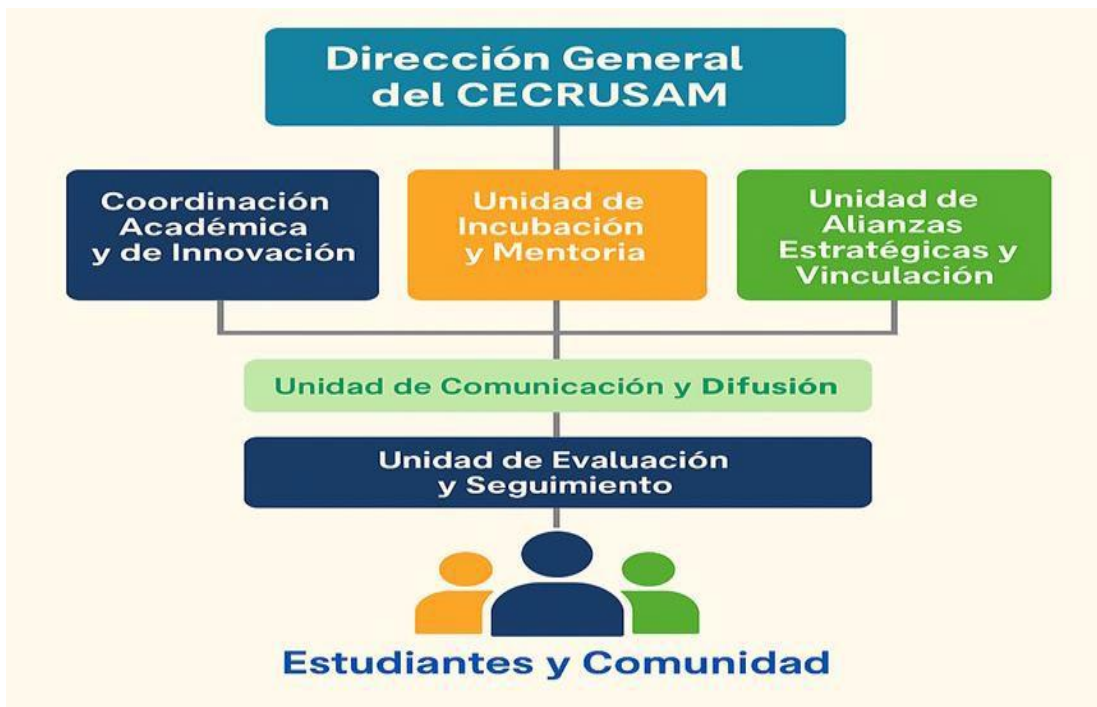 Dirección General
del CECRUSAM
Coordinación
Académica
y de Innovación
Unidad de
Incubación
y Mentoria
Unidad de
Alianzas
Estratégicas y
Vinculación
Unidad de Comunicación y Difusión
Unidad de Evaluación
y Seguimiento
Estudiantes y Comunidad